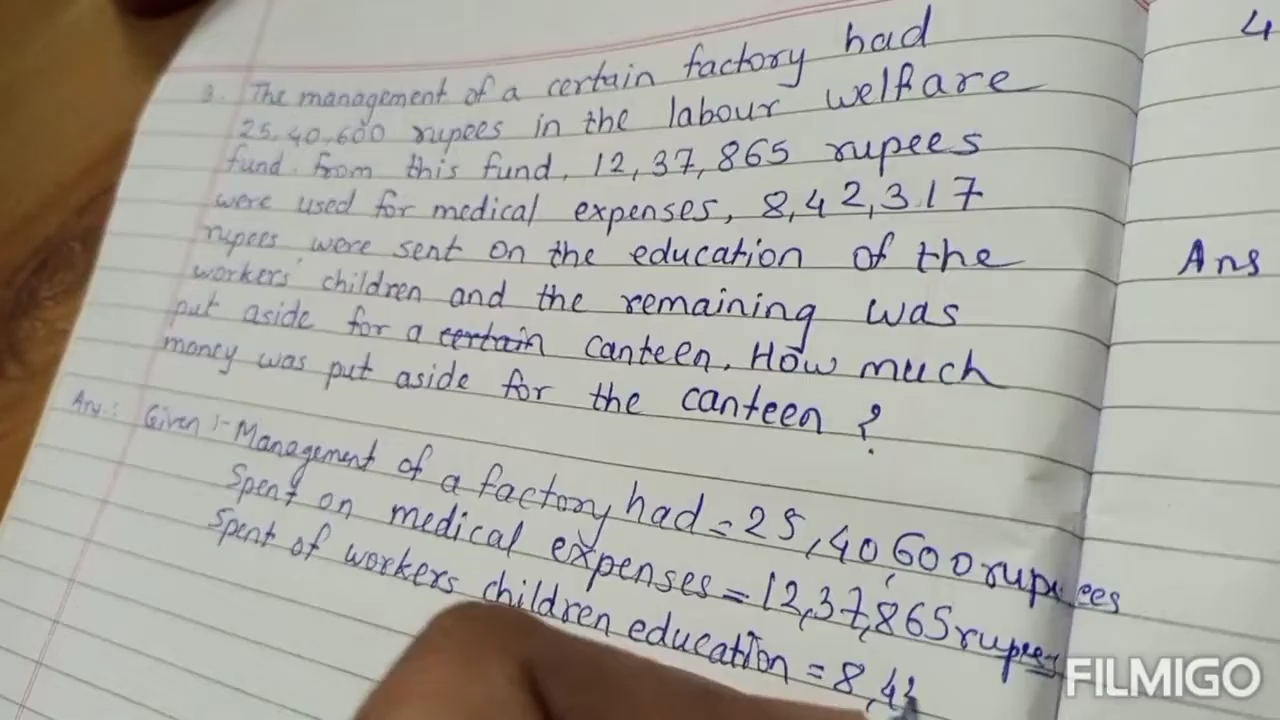 3. The management of a certain factory had
25,40,600 rupees in the labour welfare
fund. From this fund, 12,37,865 rupees
were used for medical expenses, 8,42,317
rupees were sent on the education of the
workers' children and the remaining was
put aside for a certain canteen. How much
money was put aside for the canteen ?
Ans: Given :- Management of a factory had = 25,40,600 rupees
Spent on medical expenses = 12,37,865 rupees
Spent of workers children education = 8,42
4
Ans
FILMIGO